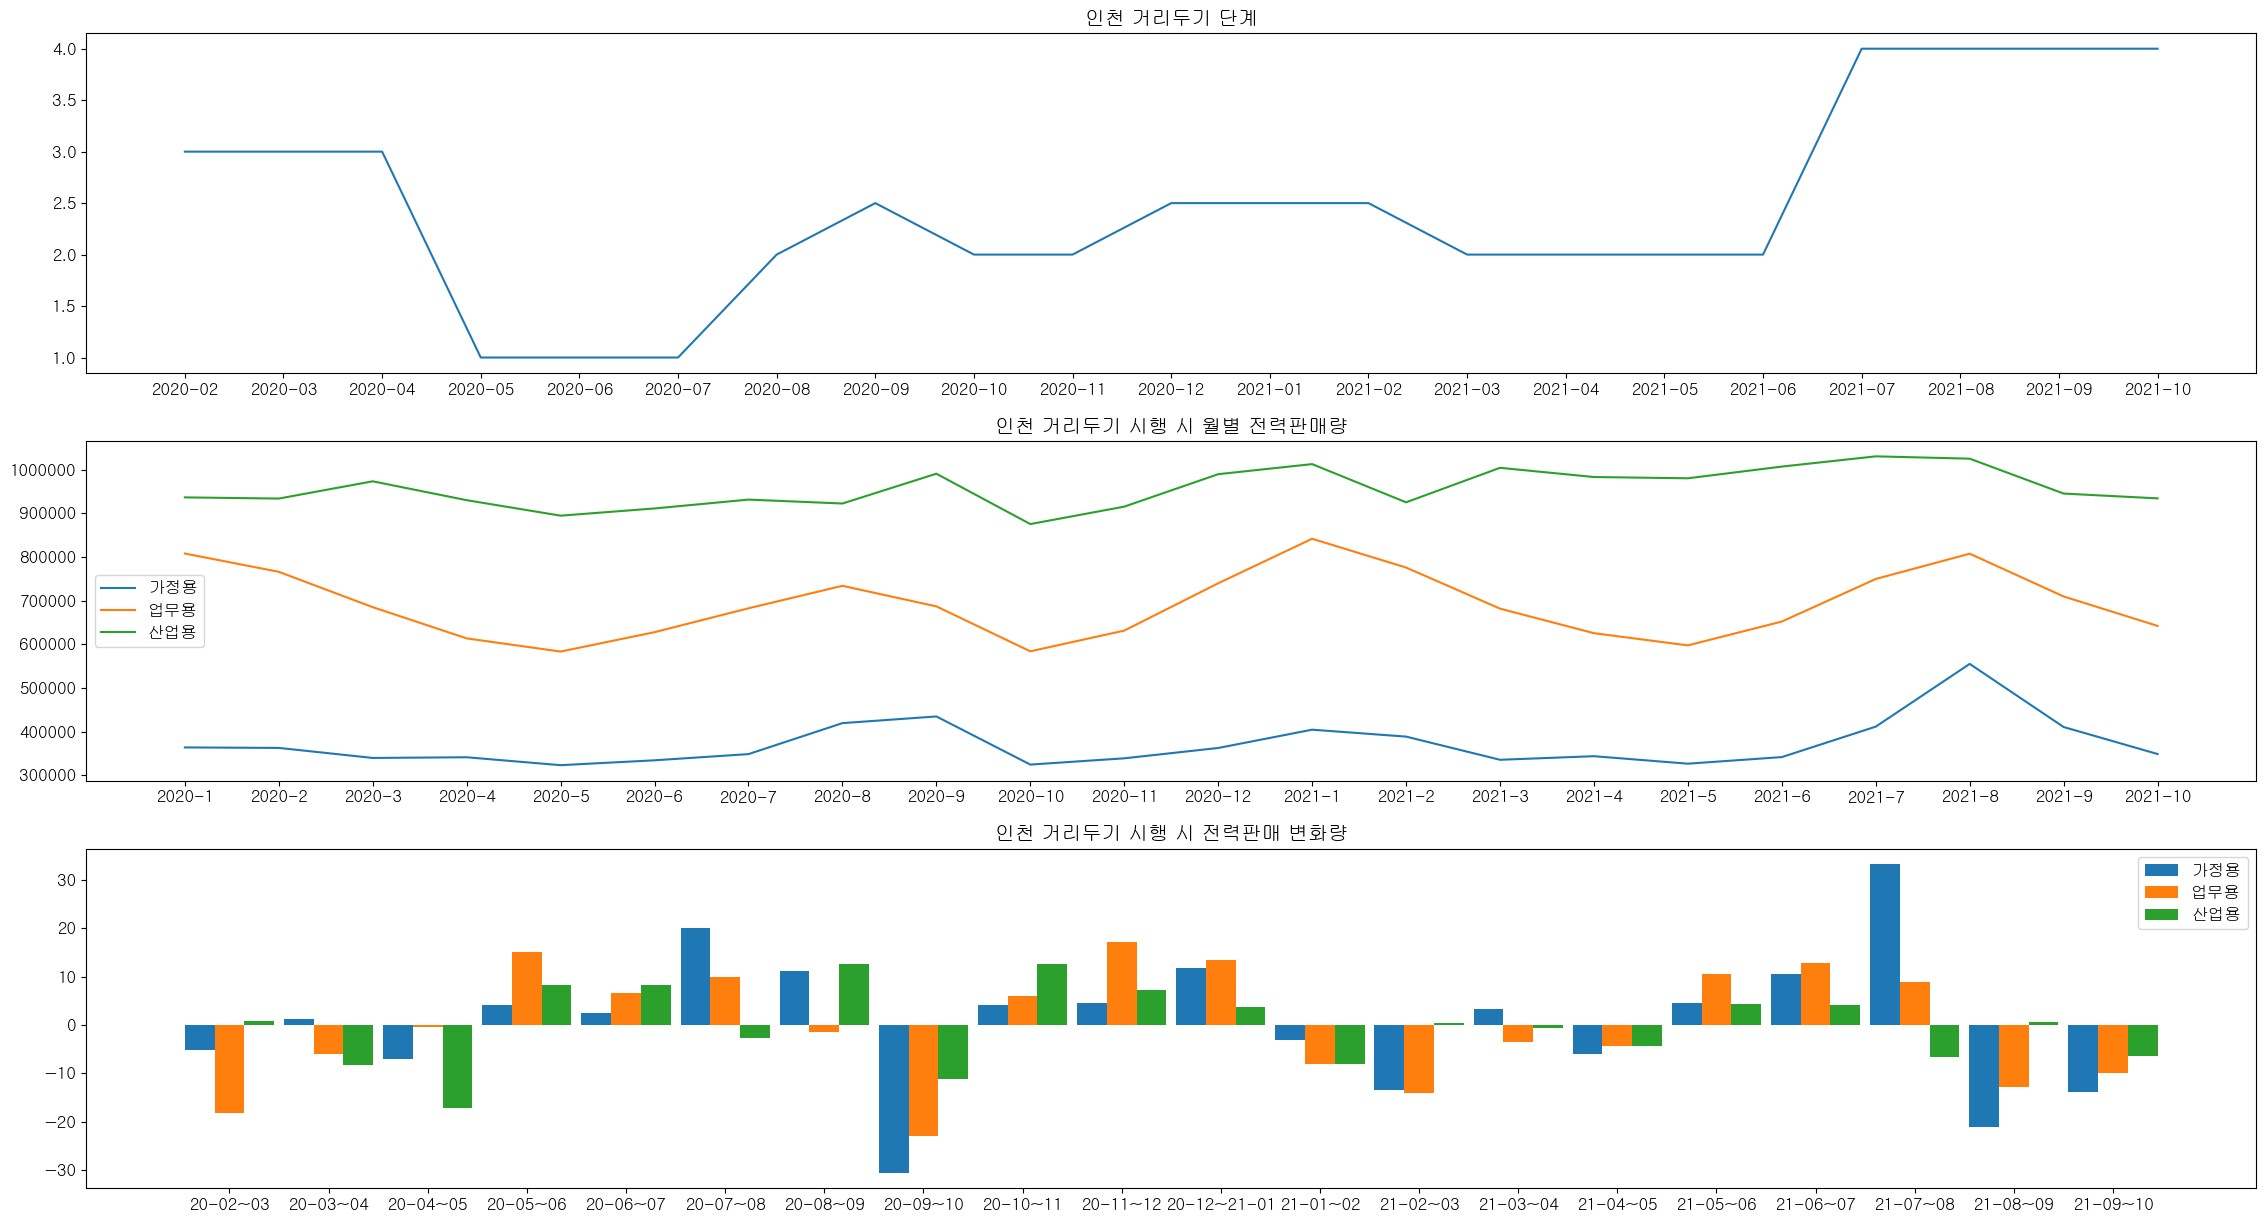 인천 거리두기 단계
4.0
3.5
3.0
2.5
2.0
1.5
1.0
2020-02 2020-03 2020-04 2020-05 2020-06 2020-07 2020-08 2020-09 2020-10 2020-11 2020-12 2021-01 2021-02 2021-03 2021-04 2021-05 2021-06 2021-07 2021-08 2021-09 2021-10
인천 거리두기 시행 시 월별 전력판매량
1000000
900000
800000
700000
600000
500000
400000
300000
가정용
업무용
산업용
2020-1 2020-2 2020-3 2020-4 2020-5 2020-6 2020-7 2020-8 2020-9 2020-10 2020-11 2020-12 2021-1 2021-2 2021-3 2021-4 2021-5 2021-6 2021-7 2021-8 2021-9 2021-10
인천 거리두기 시행 시 전력판매 변화량
30
20
10
0
-10
-20
-30
가정용
업무용
산업용
20-02~03 20-03~04 20-04~05 20-05~06 20-06~07 20-07~08 20-08~09 20-09~10 20-10~11 20-11~12 20-12~21-01 21-01~02 21-02~03 21-03~04 21-04~05 21-05~06 21-06~07 21-07~08 21-08~09 21-09~10